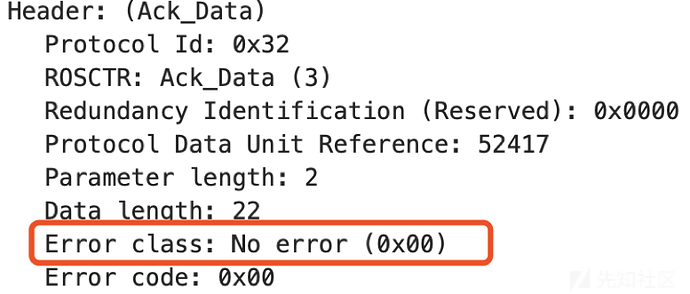 Header: (Ack_Data)
Protocol Id: 0x32
ROSCTR: Ack_Data (3)
Redundancy Identification (Reserved): 0x0000
Protocol Data Unit Reference: 52417
Parameter length: 2
Data length: 22
Error class: No error (0x00)
Error code: 0x00
先知社区